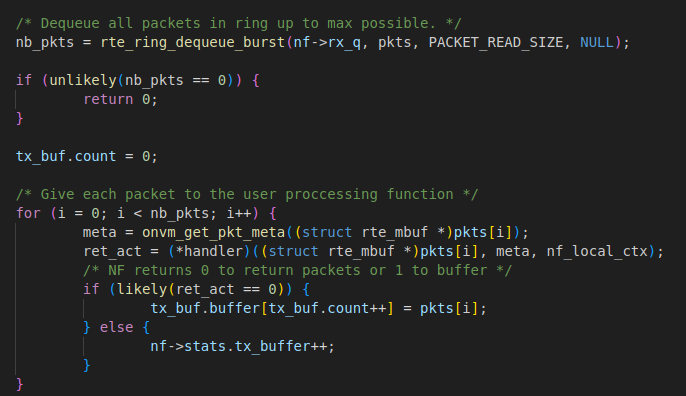 /* Dequeue all packets in ring up to max possible. */
nb_pkts = rte_ring_dequeue_burst(nf->rx_q, pkts, PACKET_READ_SIZE, NULL);
if (unlikely(nb_pkts == 0)) {
return 0;
}
tx_buf.count = 0;
/* Give each packet to the user proccessing function */
for (i = 0; i < nb_pkts; i++) {
meta = onvm_get_pkt_meta((struct rte_mbuf *)pkts[i]);
ret_act = (*handler)((struct rte_mbuf *)pkts[i], meta, nf_local_ctx);
/* NF returns 0 to return packets or 1 to buffer */
if (likely(ret_act == 0)) {
tx_buf.buffer[tx_buf.count++] = pkts[i];
} else {
nf->stats.tx_buffer++;
}
}